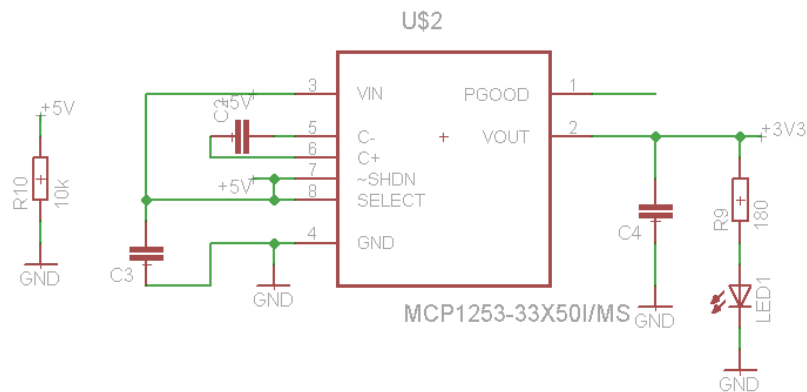 U$2
3
VIN
PGOOD
1
+5V
C2
+5V
5
C-
VOUT
2
+3V3
6
C+
R10
10k
+5V
7
~SHDN
8
SELECT
R9
180
C4
4
GND
C3
GND
GND
LED1
MCP1253-33X50I/MS
GND
GND